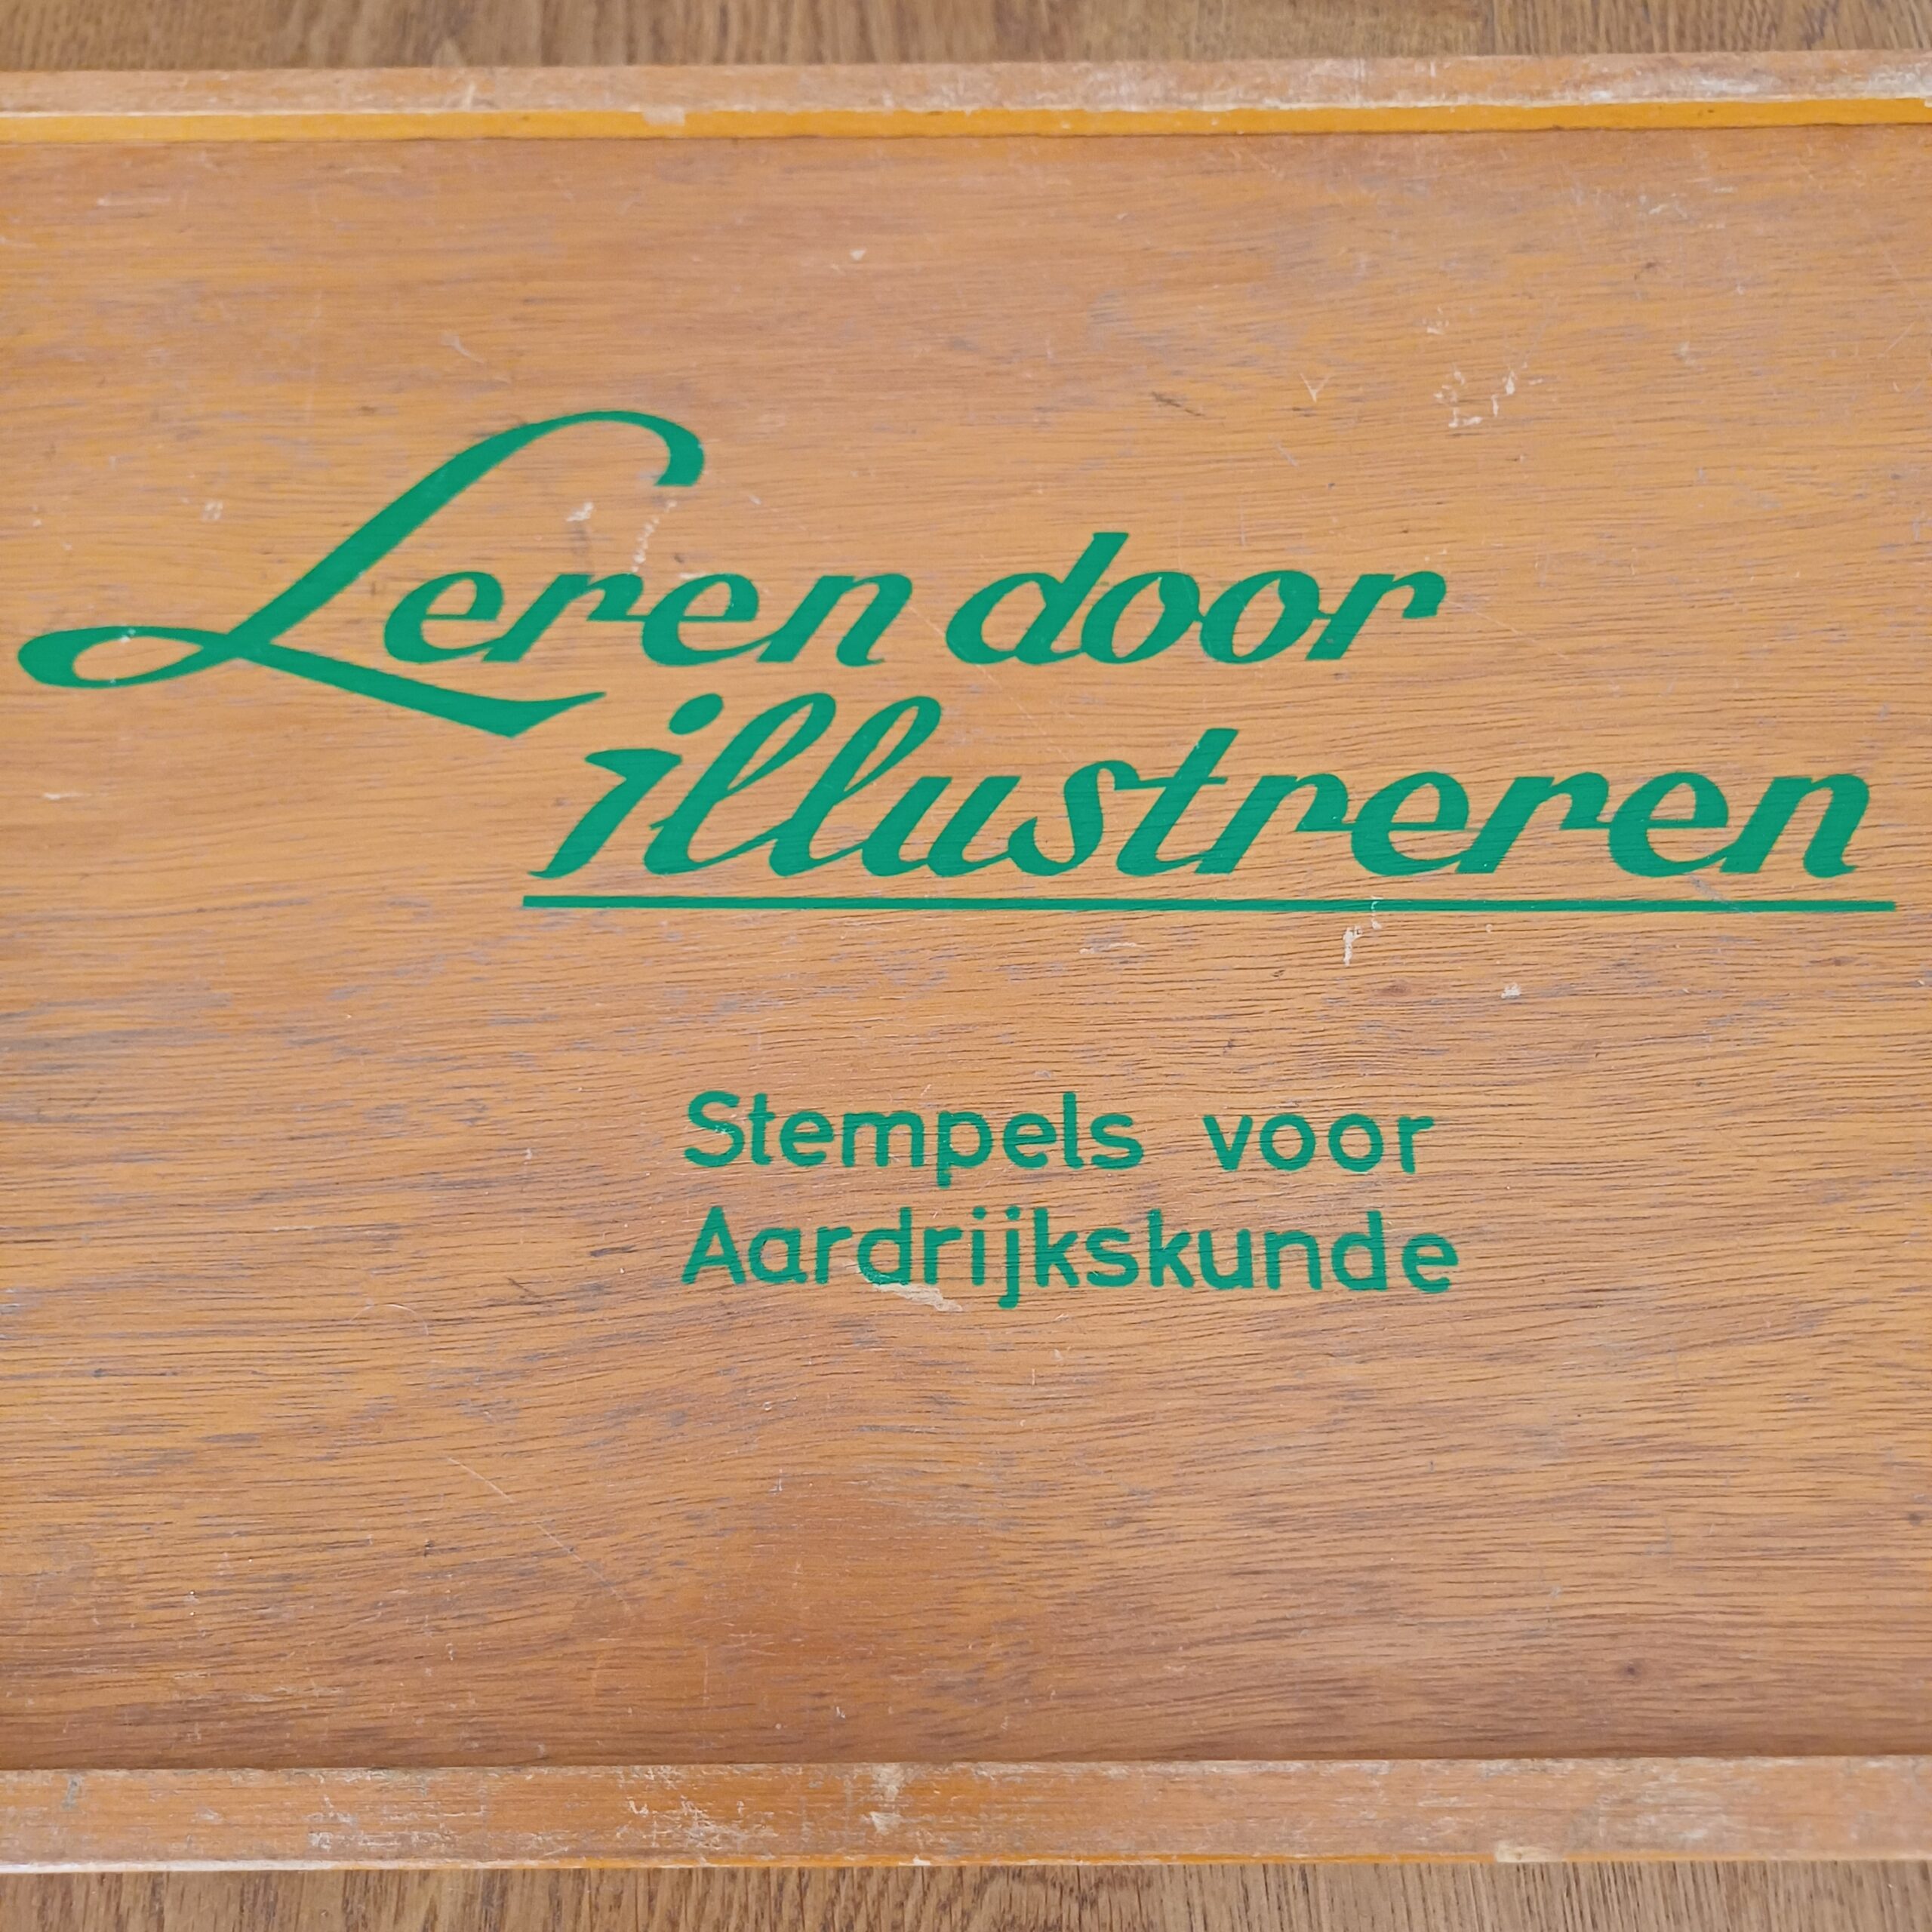 Leren door
illustreren
Stempels voor
Aardrijkskunde